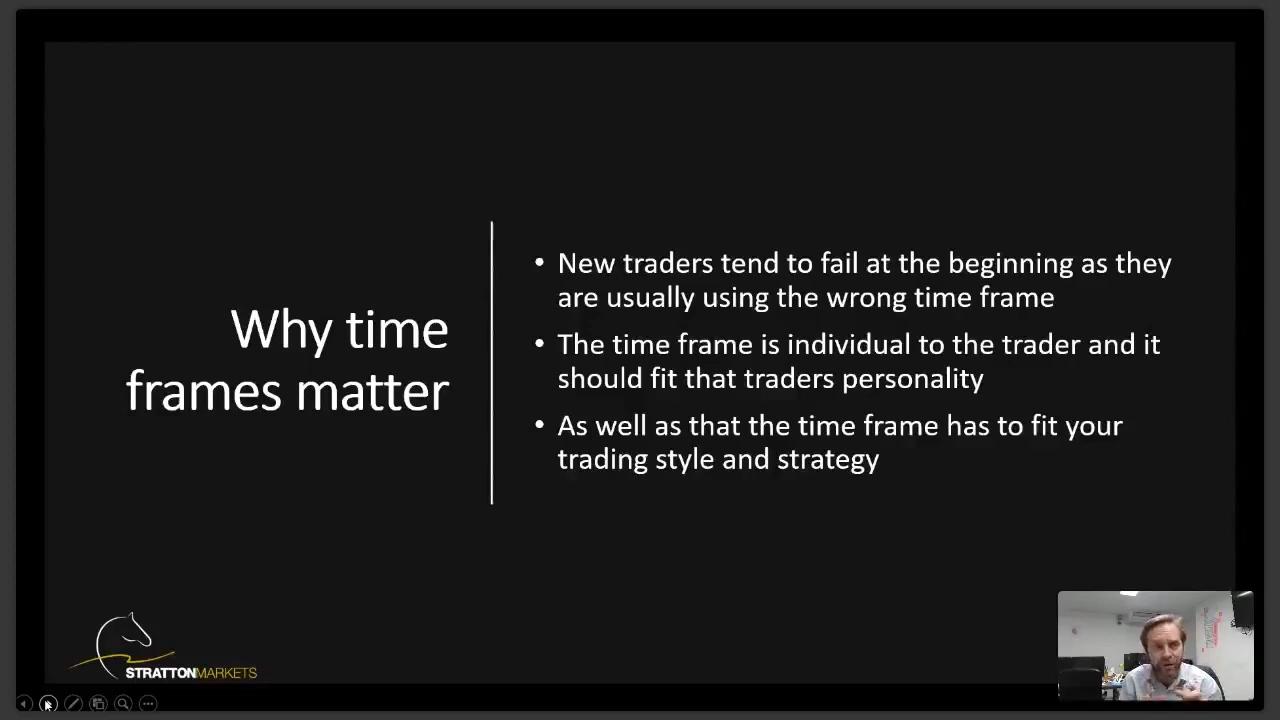 Why time
frames matter
• New traders tend to fail at the beginning as they
are usually using the wrong time frame
• The time frame is individual to the trader and it
should fit that traders personality
• As well as that the time frame has to fit your
trading style and strategy
STRATTONMARKETS